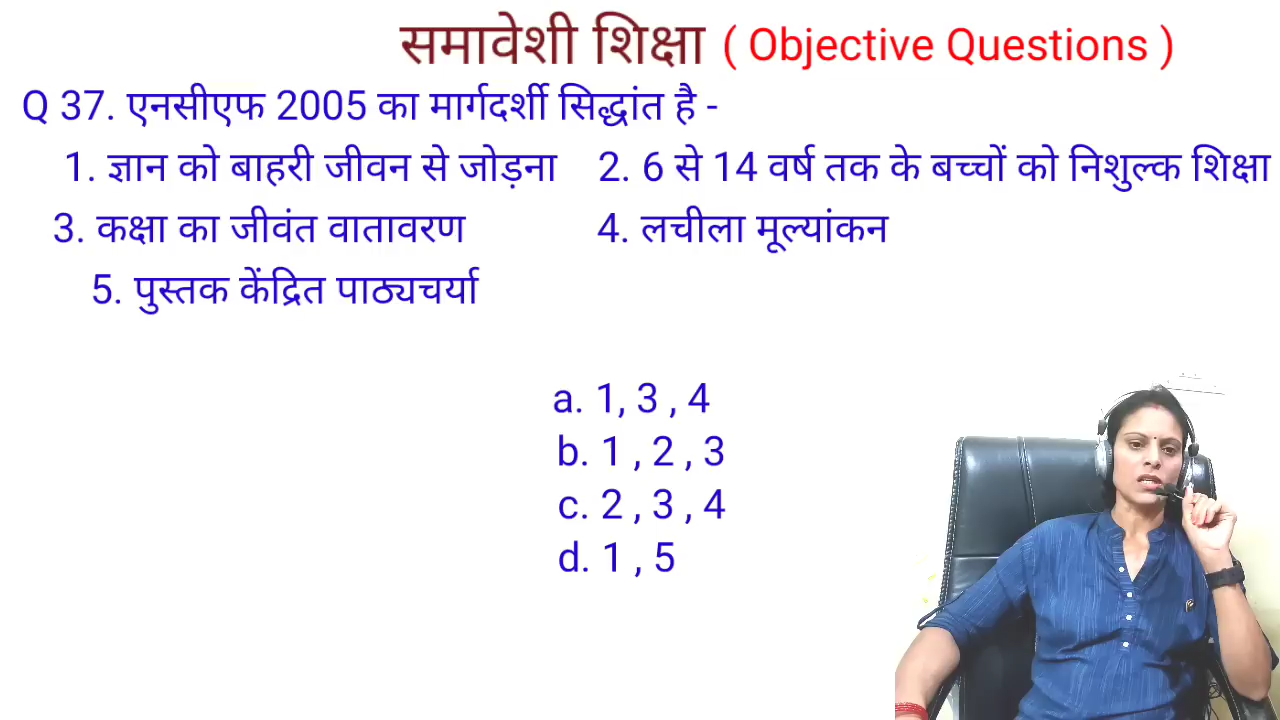 समावेशी शिक्षा ( Objective Questions )
Q 37. एनसीएफ 2005 का मार्गदर्शी सिद्धांत है -
1. ज्ञान को बाहरी जीवन से जोड़ना 2. 6 से 14 वर्ष तक के बच्चों को निशुल्क शिक्षा
3. कक्षा का जीवंत वातावरण 4. लचीला मूल्यांकन
5. पुस्तक केंद्रित पाठ्यचर्या
a. 1, 3 , 4
b. 1 , 2 , 3
c. 2 , 3 , 4
d. 1 , 5